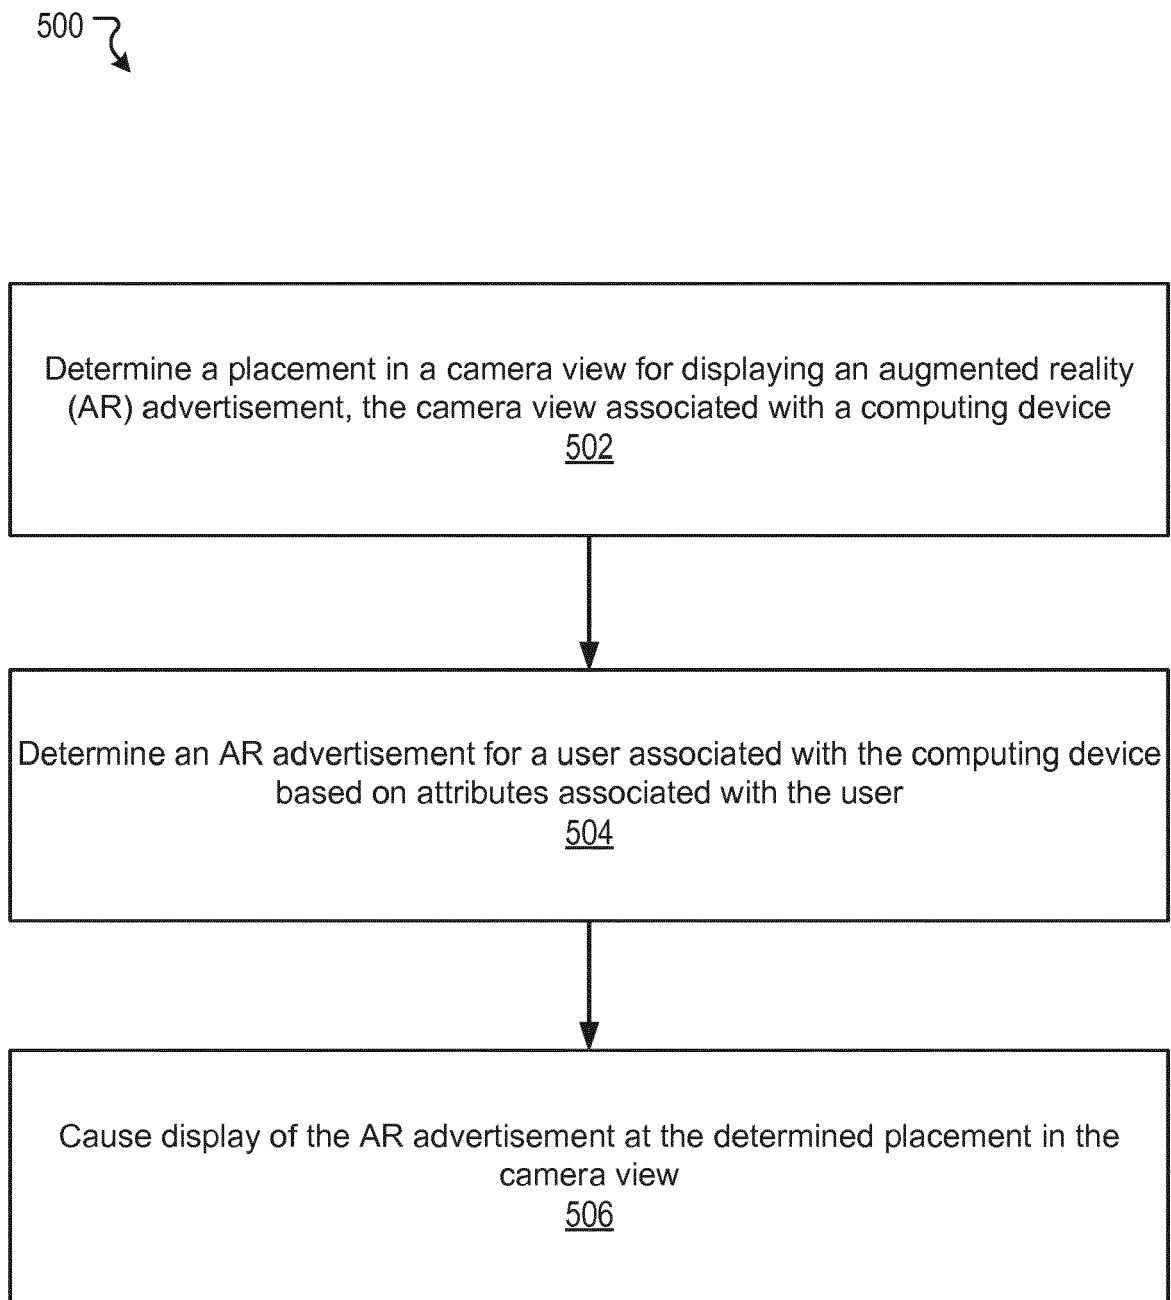 500
Determine a placement in a camera view for displaying an augmented reality
(AR) advertisement, the camera view associated with a computing device
502
Determine an AR advertisement for a user associated with the computing device
based on attributes associated with the user
504
Cause display of the AR advertisement at the determined placement in the
camera view
506